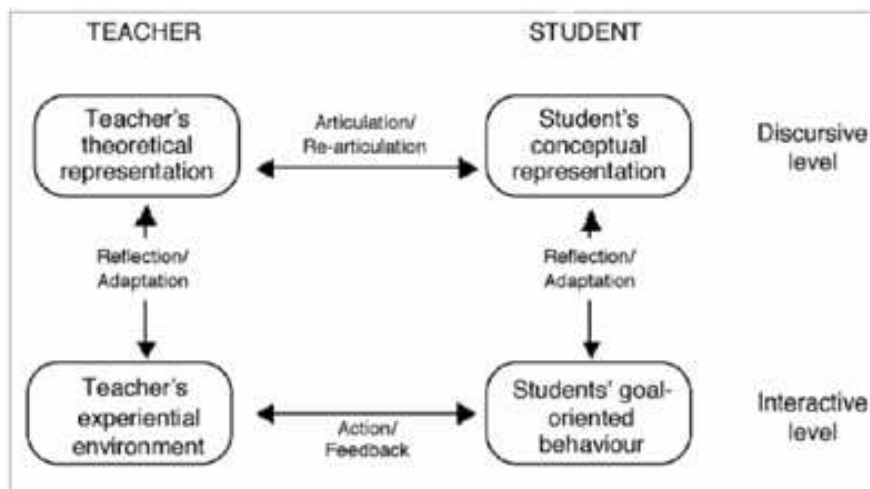 TEACHER
STUDENT
Teacher's
theoretical
representation
Articulation/
Re-articulation
Student's
conceptual
representation
Discursive
level
Reflection/
Adaptation
Reflection/
Adaptation
Teacher's
experiential
environment
Action/
Feedback
Students' goal-
oriented
behaviour
Interactive
level